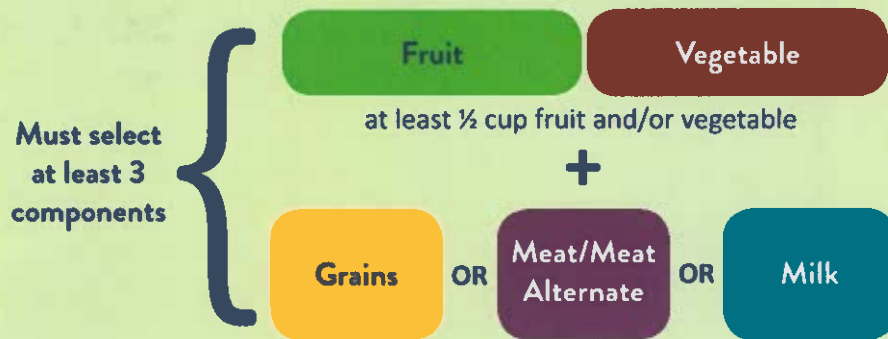 Fruit
Vegetable
at least ½ cup fruit and/or vegetable
Must select
at least 3
components
+
Grains
OR
Meat/Meat
Alternate
OR
Milk